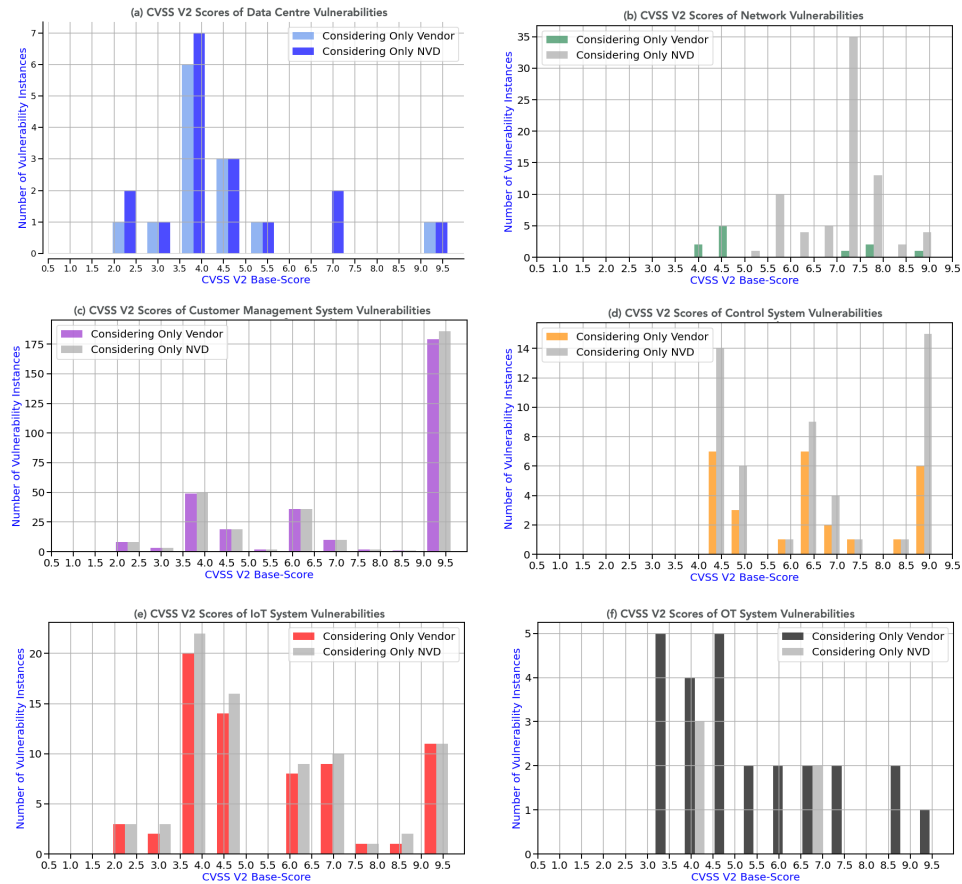 (a) CVSS V2 Scores of Data Centre Vulnerabilities
Considering Only Vendor
Considering Only NVD
Number of Vulnerability Instances
7
6
5
4
3
2
1
0
0.5 1.0 1.5 2.0 2.5 3.0 3.5 4.0 4.5 5.0 5.5 6.0 6.5 7.0 7.5 8.0 8.5 9.0 9.5
CVSS V2 Base-Score
(b) CVSS V2 Scores of Network Vulnerabilities
Considering Only Vendor
Considering Only NVD
Number of Vulnerability Instances
35
30
25
20
15
10
5
0
0.5 1.0 1.5 2.0 2.5 3.0 3.5 4.0 4.5 5.0 5.5 6.0 6.5 7.0 7.5 8.0 8.5 9.0 9.5
CVSS V2 Base-Score
(c) CVSS V2 Scores of Customer Management System Vulnerabilities
Considering Only Vendor
Considering Only NVD
Number of Vulnerability Instances
175
150
125
100
75
50
25
0
0.5 1.0 1.5 2.0 2.5 3.0 3.5 4.0 4.5 5.0 5.5 6.0 6.5 7.0 7.5 8.0 8.5 9.0 9.5
CVSS V2 Base-Score
(d) CVSS V2 Scores of Control System Vulnerabilities
Considering Only Vendor
Considering Only NVD
Number of Vulnerability Instances
14
12
10
8
6
4
2
0
0.5 1.0 1.5 2.0 2.5 3.0 3.5 4.0 4.5 5.0 5.5 6.0 6.5 7.0 7.5 8.0 8.5 9.0 9.5
CVSS V2 Base-Score
(e) CVSS V2 Scores of IoT System Vulnerabilities
Considering Only Vendor
Considering Only NVD
Number of Vulnerability Instances
20
15
10
5
0
0.5 1.0 1.5 2.0 2.5 3.0 3.5 4.0 4.5 5.0 5.5 6.0 6.5 7.0 7.5 8.0 8.5 9.0 9.5
CVSS V2 Base-Score
(f) CVSS V2 Scores of OT System Vulnerabilities
Considering Only Vendor
Considering Only NVD
Number of Vulnerability Instances
5
4
3
2
1
0
0.5 1.0 1.5 2.0 2.5 3.0 3.5 4.0 4.5 5.0 5.5 6.0 6.5 7.0 7.5 8.0 8.5 9.0 9.5
CVSS V2 Base-Score